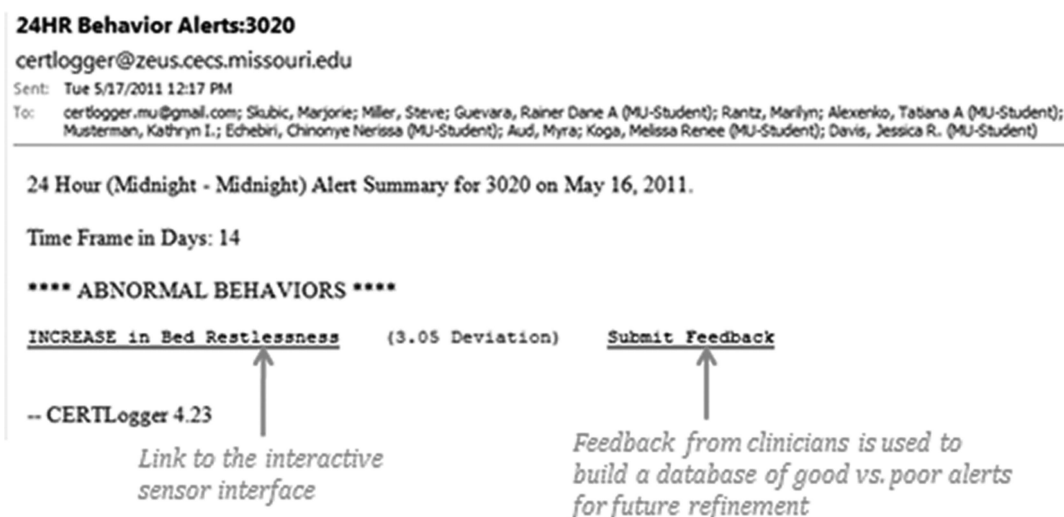 24HR Behavior Alerts:3020
certlogger@zeus.cecs.missouri.edu
Sent: Tue 5/17/2011 12:17 PM
To: certlogger.mu@gmail.com; Skubic, Marjorie; Miller, Steve; Guevara, Rainer Dane A (MU-Student); Rantz, Marilyn; Alexenko, Tatiana A (MU-Student);
Musterman, Kathryn I.; Echebiri, Chinonye Nerissa (MU-Student); Aud, Myra; Koga, Melissa Renee (MU-Student); Davis, Jessica R. (MU-Student)
24 Hour (Midnight - Midnight) Alert Summary for 3020 on May 16, 2011.
Time Frame in Days: 14
**** ABNORMAL BEHAVIORS ****
INCREASE in Bed Restlessness (3.05 Deviation) Submit Feedback
-- CERTLogger 4.23
Link to the interactive
sensor interface
Feedback from clinicians is used to
build a database of good vs. poor alerts
for future refinement